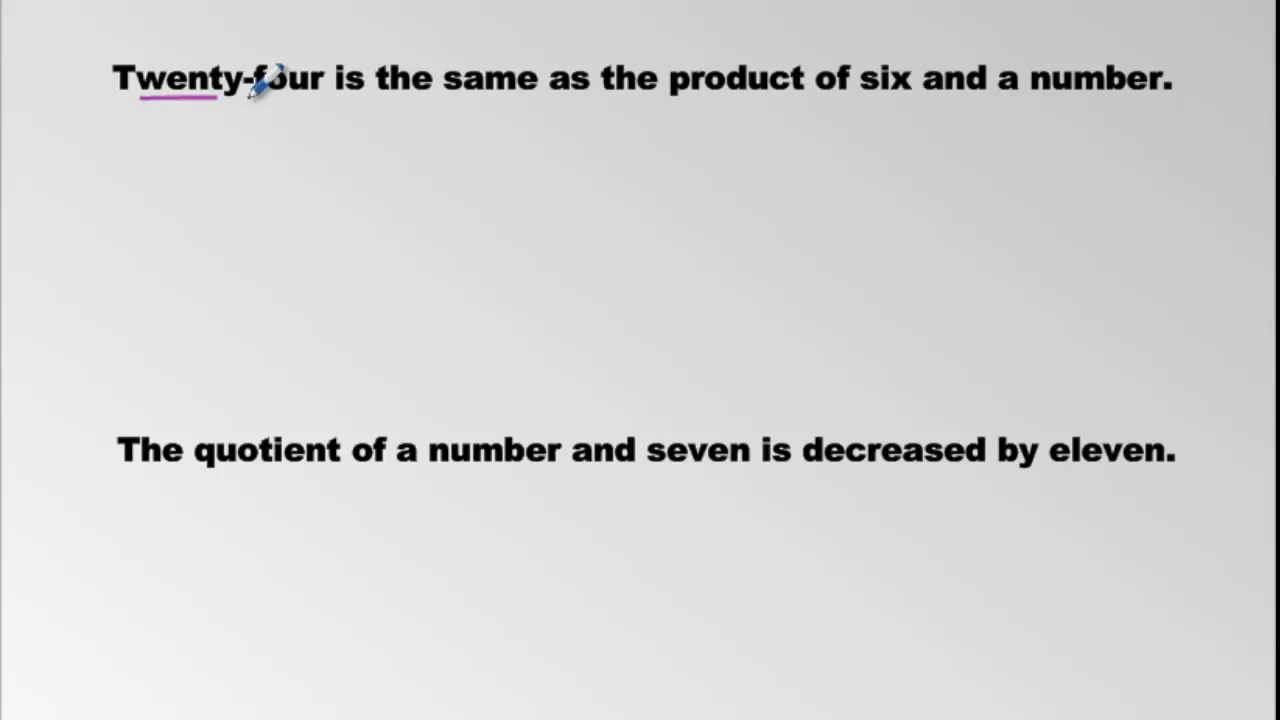 Twenty-four is the same as the product of six and a number.
The quotient of a number and seven is decreased by eleven.